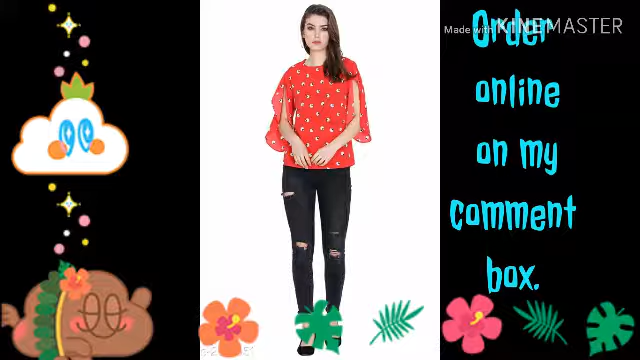 Made with KINEMASTER
Order
online
on my
comment
box.